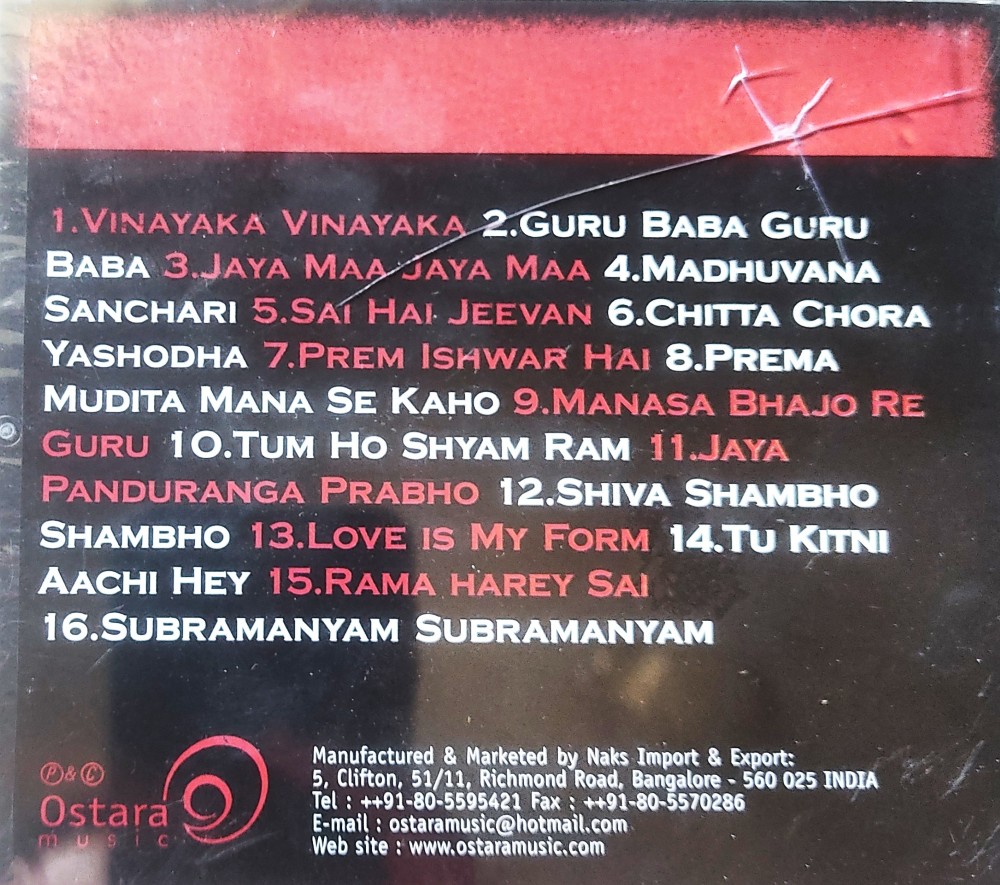 1.VINAYAKA VINAYAKA 2.GURU BABA GURU
BABA 3.JAYA MAA JAYA MAA 4.MADHUVANA
SANCHARI 5.SAI HAI JEEVAN 6.CHITTA CHORA
YASHODHA 7.PREM ISHWAR HAI 8.PREMA
MUDITA MANA SE KAHO 9.MANASA BHAJO RE
GURU 10.TUM HO SHYAM RAM 11.JAYA
PANDURANGA PRABHO 12.SHIVA SHAMBHO
SHAMBHO 13.LOVE IS MY FORM 14.TU KITNI
AACHI HEY 15.RAMA HAREY SAI
16.SUBRAMANYAM SUBRAMANYAM
℗ & ©
Ostara
music
Manufactured & Marketed by Naks Import & Export:
5, Clifton, 51/11, Richmond Road, Bangalore - 560 025 INDIA
Tel : ++91-80-5595421 Fax : ++91-80-5570286
E-mail : ostaramusic@hotmail.com
Web site : www.ostaramusic.com